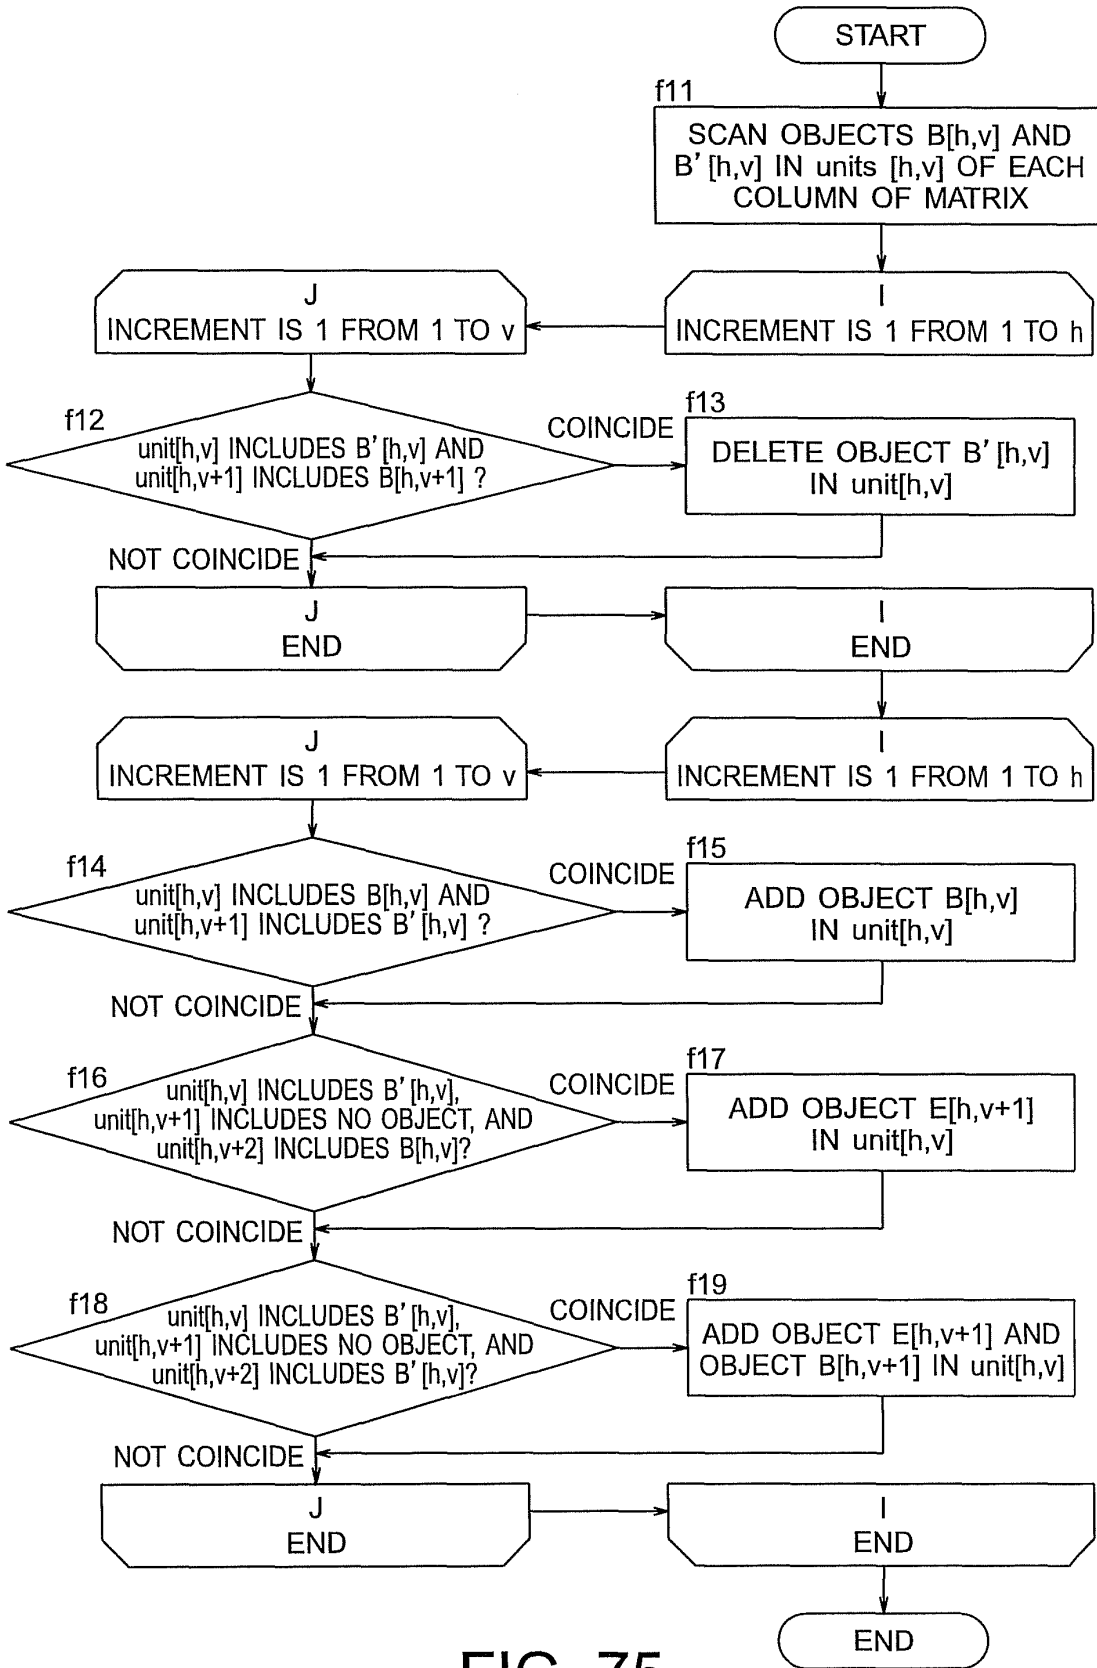 START
f11
SCAN OBJECTS B[h,v] AND
B' [h,v] IN units [h,v] OF EACH
COLUMN OF MATRIX
I
INCREMENT IS 1 FROM 1 TO h
J
INCREMENT IS 1 FROM 1 TO v
f12
unit[h,v] INCLUDES B' [h,v] AND
unit[h,v+1] INCLUDES B[h,v+1] ?
COINCIDE
f13
DELETE OBJECT B' [h,v]
IN unit[h,v]
NOT COINCIDE
J
END
I
END
I
INCREMENT IS 1 FROM 1 TO h
J
INCREMENT IS 1 FROM 1 TO v
f14
unit[h,v] INCLUDES B[h,v] AND
unit[h,v+1] INCLUDES B' [h,v] ?
COINCIDE
f15
ADD OBJECT B[h,v]
IN unit[h,v]
NOT COINCIDE
f16
unit[h,v] INCLUDES B' [h,v],
unit[h,v+1] INCLUDES NO OBJECT, AND
unit[h,v+2] INCLUDES B[h,v]?
COINCIDE
f17
ADD OBJECT E[h,v+1]
IN unit[h,v]
NOT COINCIDE
f18
unit[h,v] INCLUDES B' [h,v],
unit[h,v+1] INCLUDES NO OBJECT, AND
unit[h,v+2] INCLUDES B' [h,v]?
COINCIDE
f19
ADD OBJECT E[h,v+1] AND
OBJECT B[h,v+1] IN unit[h,v]
NOT COINCIDE
J
END
I
END
END
FIG. 75